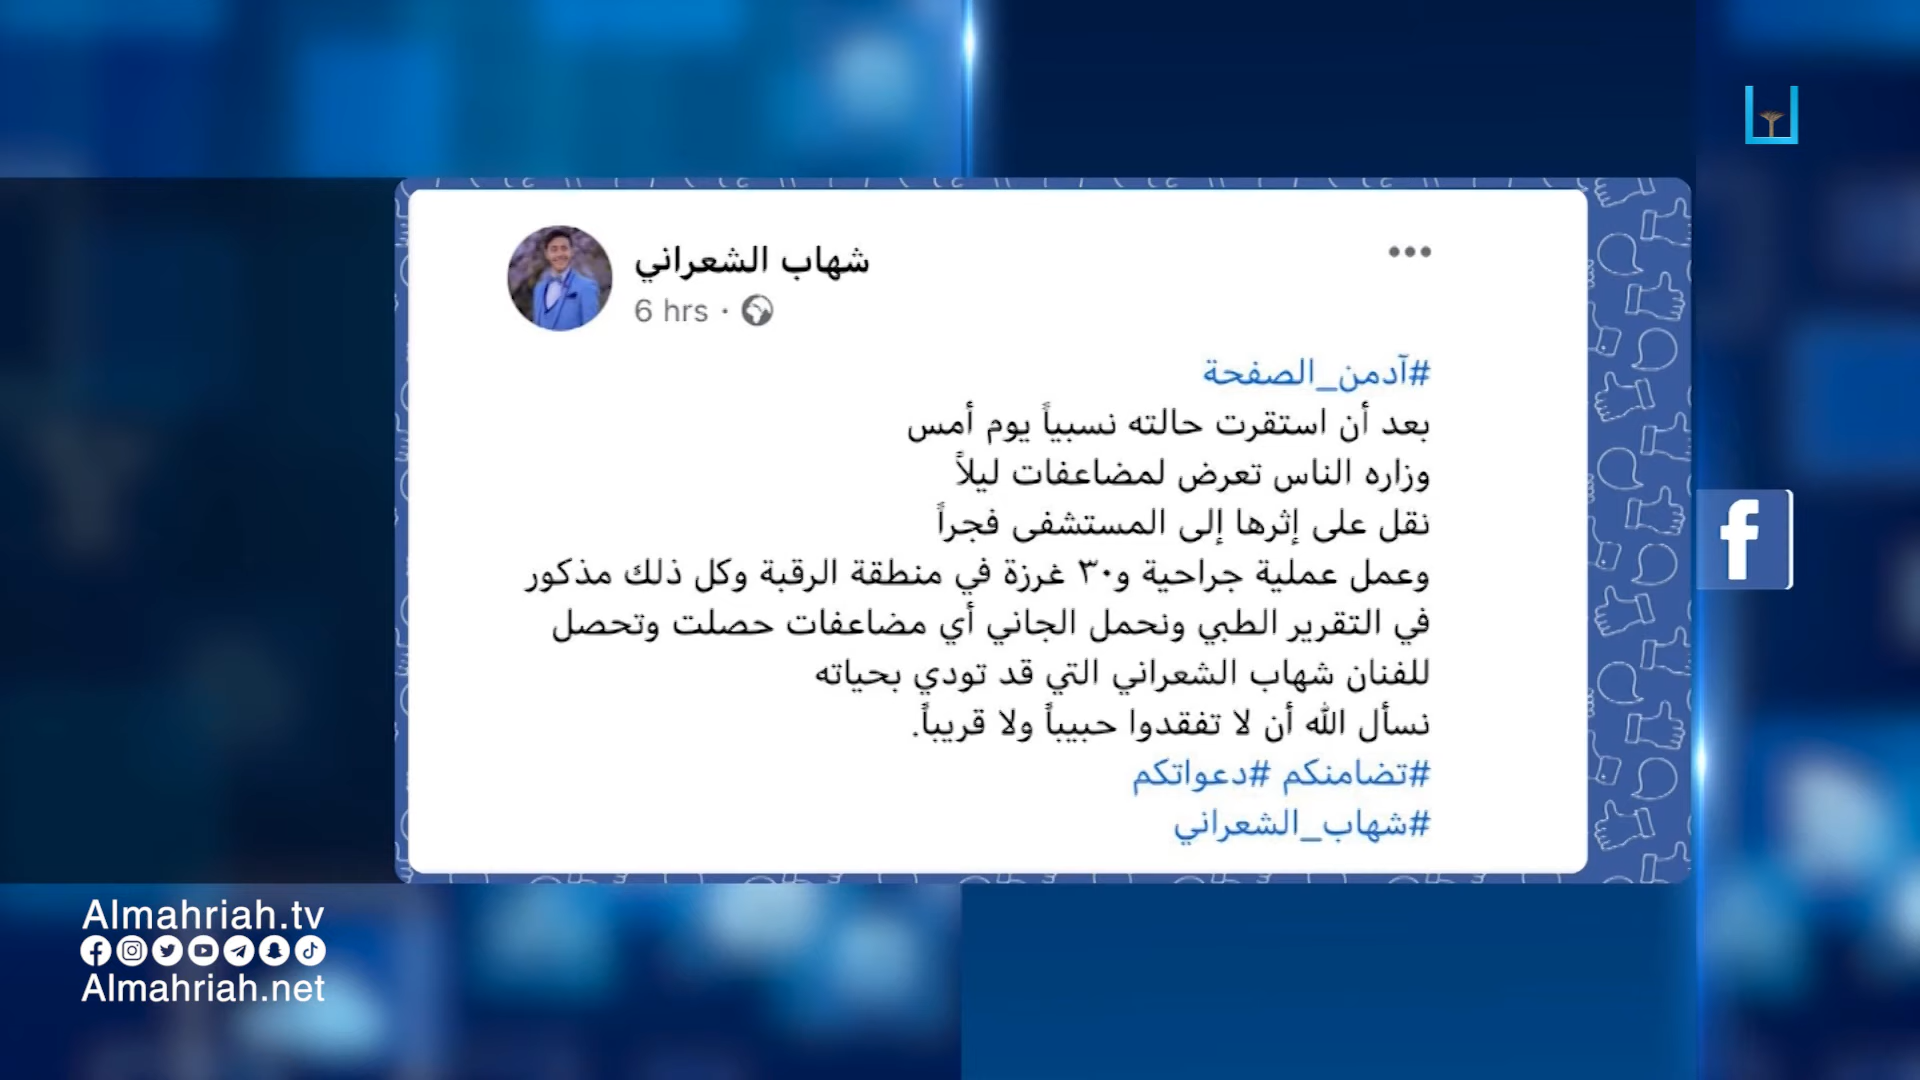 شهاب الشعراني
6 hrs ·
#آدمن_الصفحة
بعد أن استقرت حالته نسبياً يوم أمس
وزاره الناس تعرض لمضاعفات ليلاً
نقل على إثرها إلى المستشفى فجراً
وعمل عملية جراحية و٣٠ غرزة في منطقة الرقبة وكل ذلك مذكور
في التقرير الطبي ونحمل الجاني أي مضاعفات حصلت وتحصل
للفنان شهاب الشعراني التي قد تودي بحياته
نسأل الله أن لا تفقدوا حبيباً ولا قريباً.
#تضامنكم #دعواتكم
#شهاب_الشعراني
Almahriah.tv
Almahriah.net